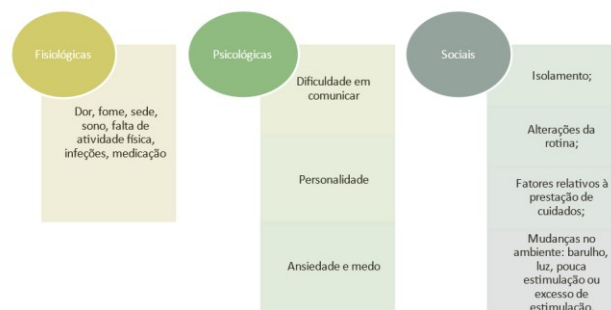 Fisiológicas
Dor, fome, sede,
sono, falta de
atividade física,
infeções, medicação
Psicológicas
Dificuldade em
comunicar
Personalidade
Ansiedade e medo
Sociais
Isolamento;
Alterações da
rotina;
Fatores relativos à
prestação de
cuidados;
Mudanças no
ambiente: barulho,
luz, pouca
estimulação ou
excesso de
estimulação